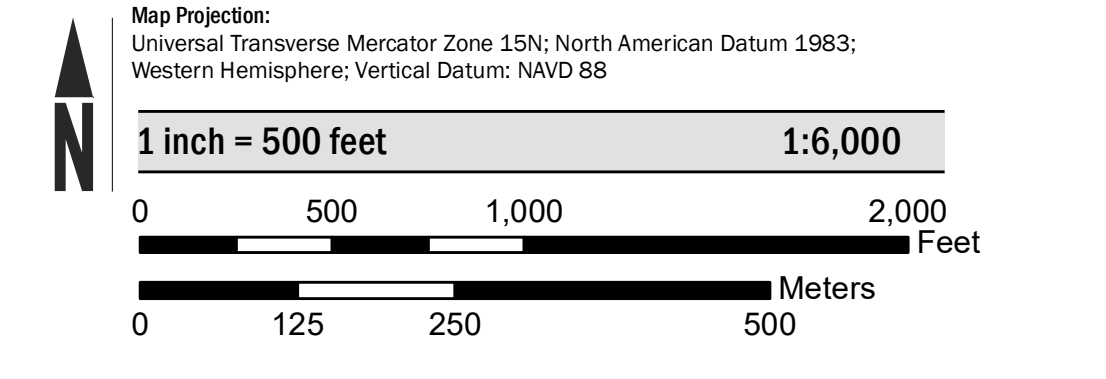 Map Projection:
Universal Transverse Mercator Zone 15N; North American Datum 1983;
Western Hemisphere; Vertical Datum: NAVD 88
N
1 inch = 500 feet 1:6,000
0 500 1,000 2,000
Feet
Meters
0 125 250 500